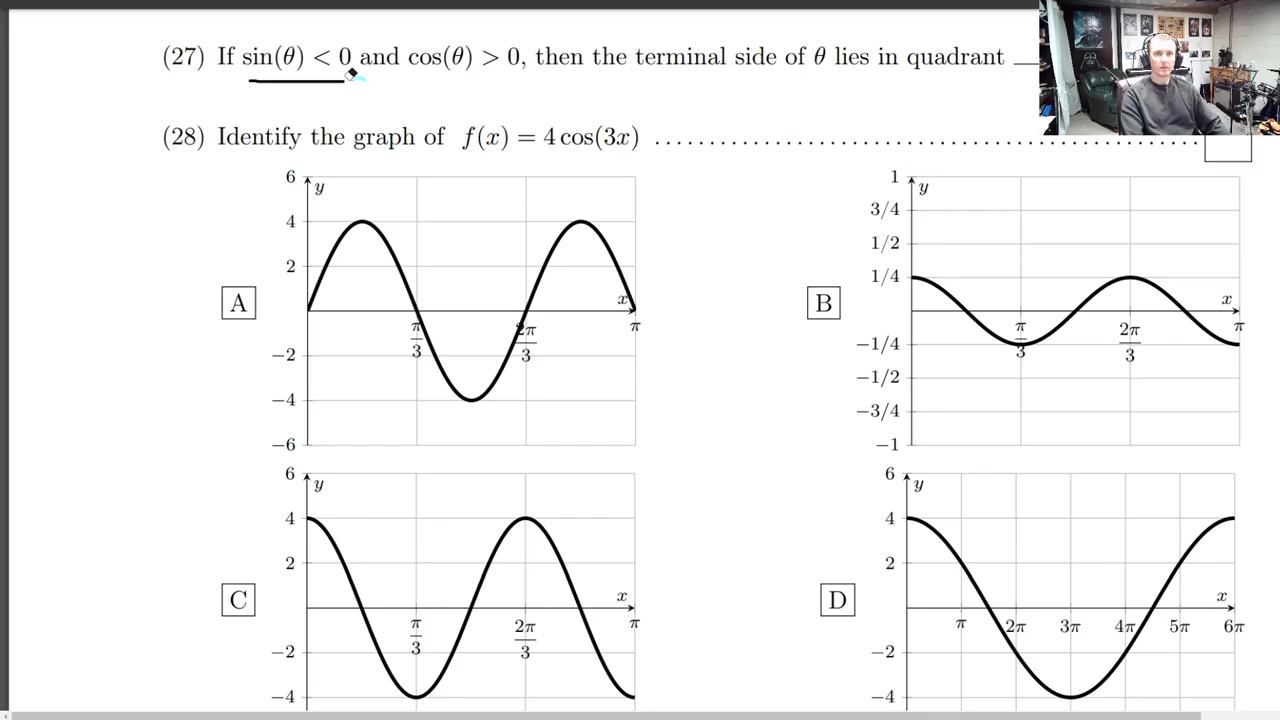 (27) If sin(θ) < 0 and cos(θ) > 0, then the terminal side of θ lies in quadrant
(28) Identify the graph of f(x) = 4 cos(3x)
6
y
4
2
A
x
π/3
2π/3
π
−2
−4
−6
1
y
3/4
1/2
1/4
B
x
π/3
2π/3
π
−1/4
−1/2
−3/4
−1
6
y
4
2
C
x
π/3
2π/3
π
−2
−4
6
y
4
2
D
x
π
2π
3π
4π
5π
6π
−2
−4